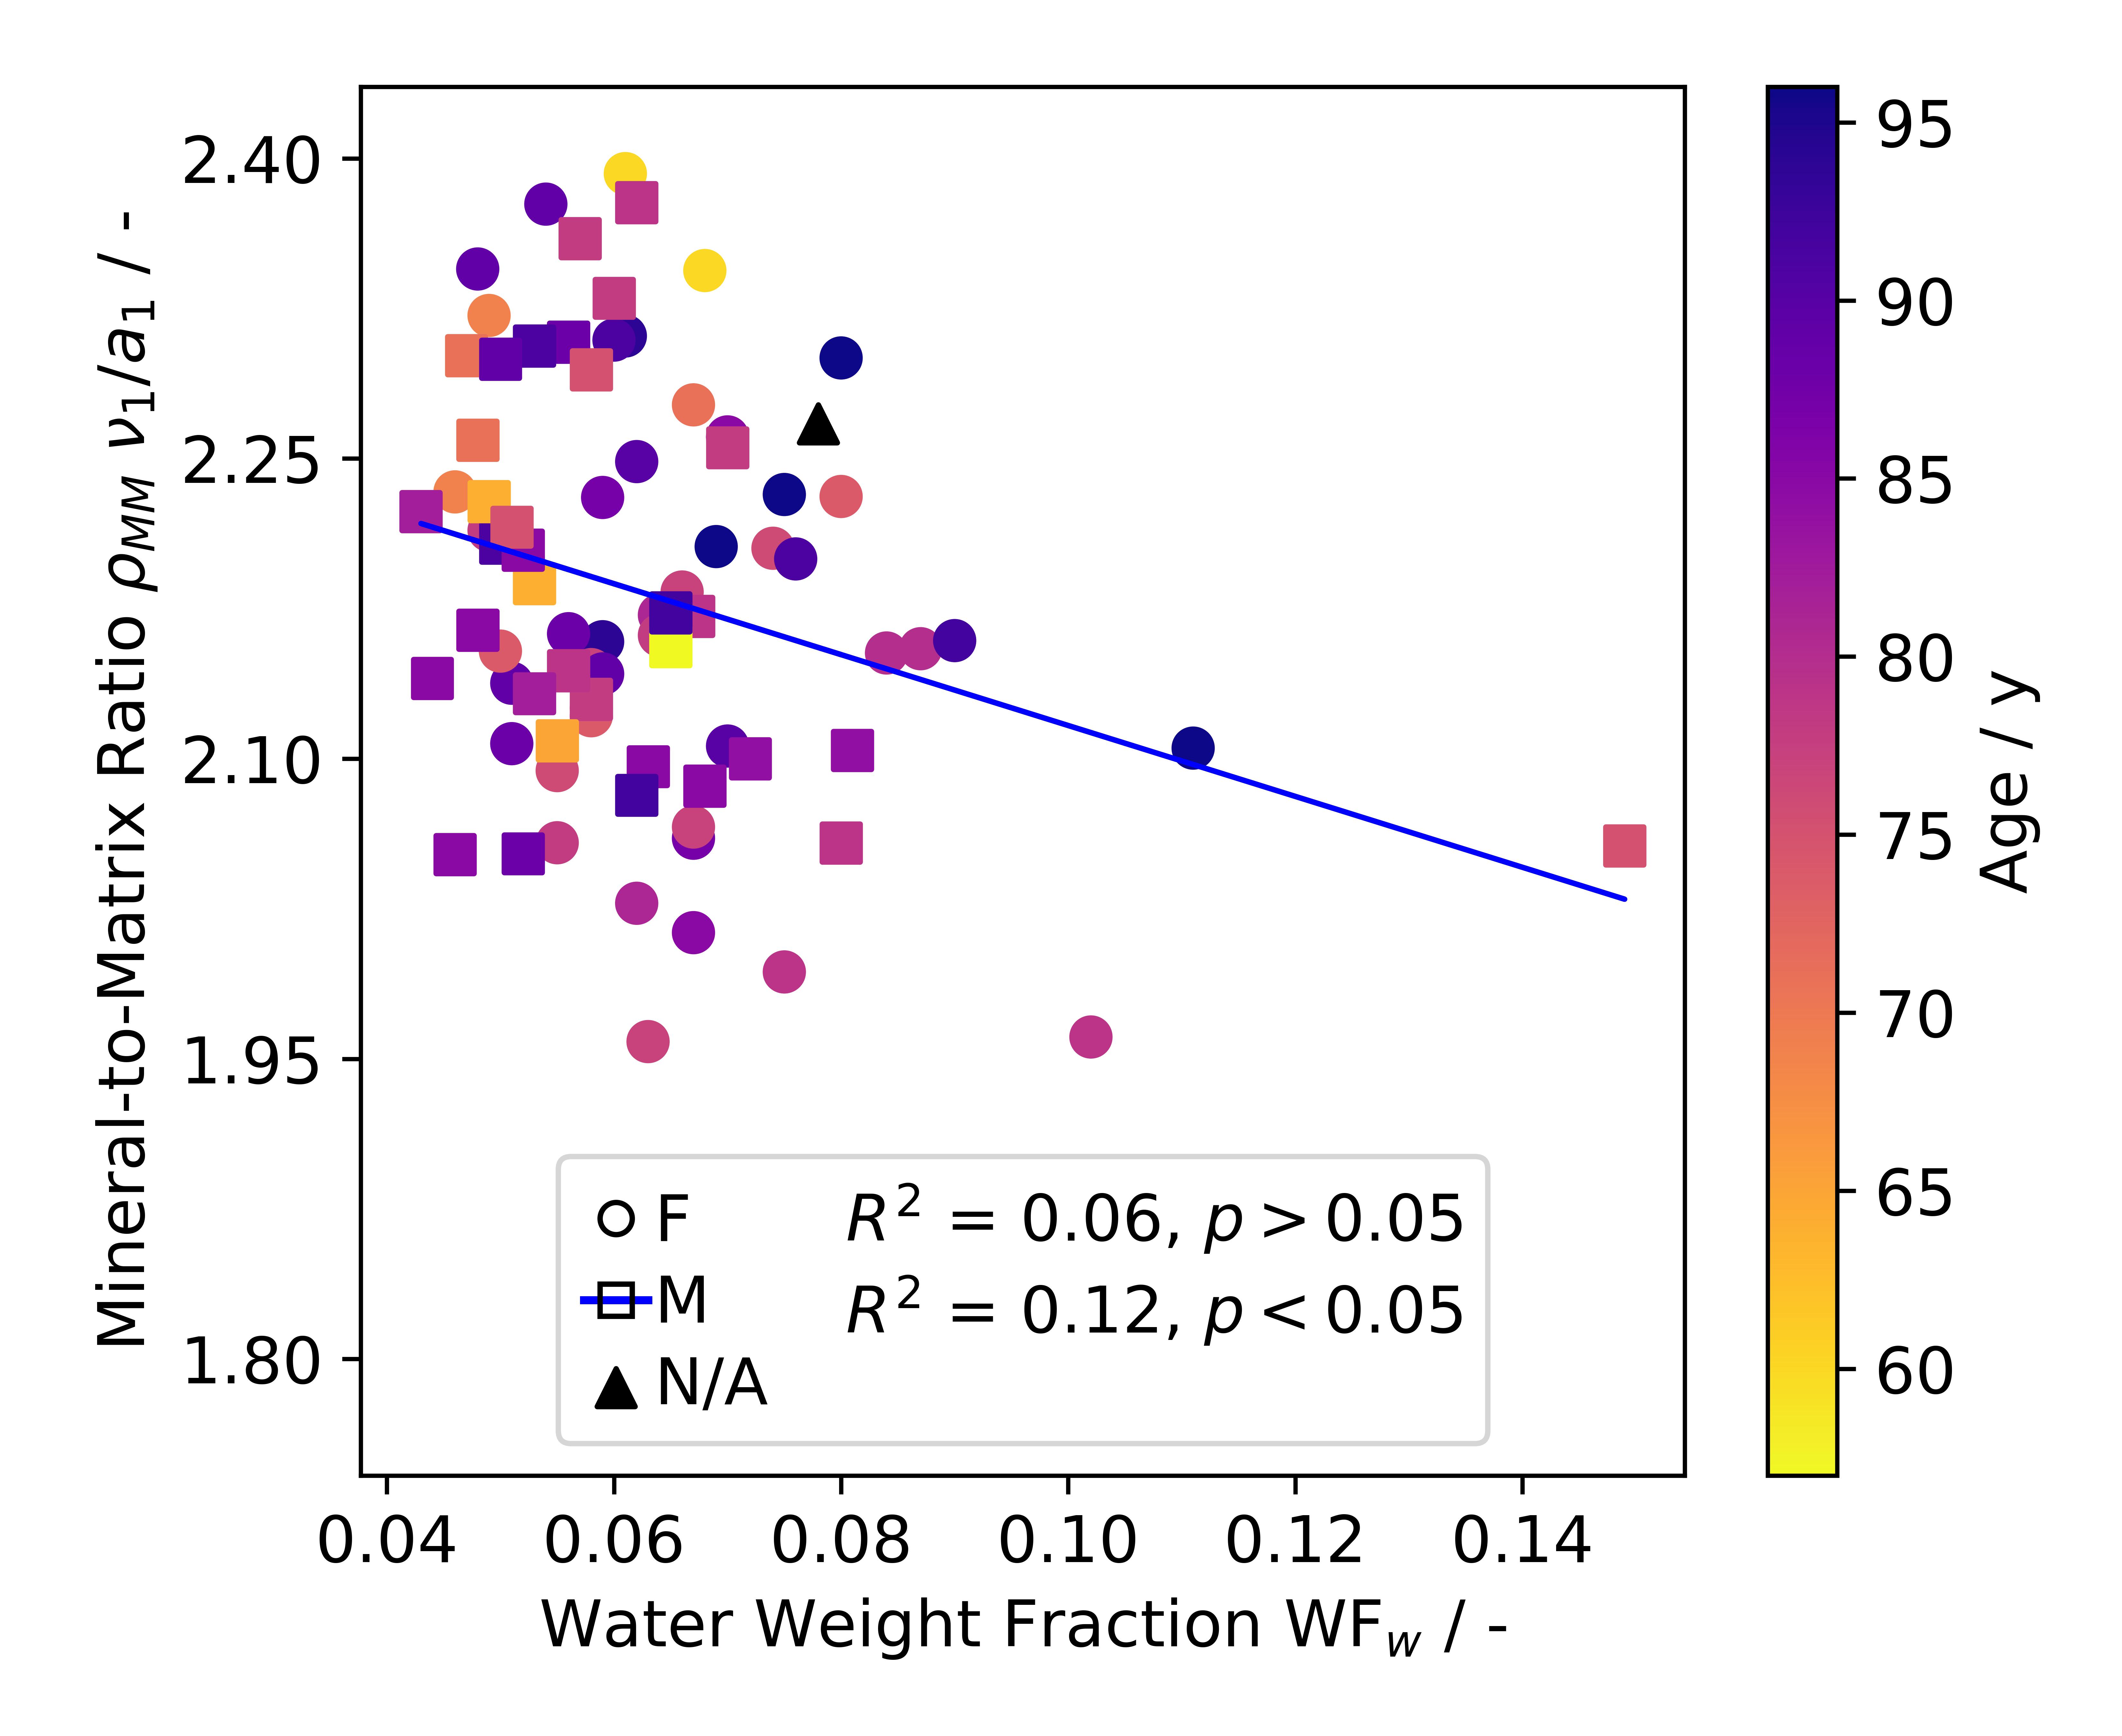 Mineral-to-Matrix Ratio ρMM ν1/a1 / -
2.40
2.25
2.10
1.95
1.80
F R² = 0.06, p > 0.05
M R² = 0.12, p < 0.05
N/A
0.04 0.06 0.08 0.10 0.12 0.14
Water Weight Fraction WFw / -
95
90
85
80
75
70
65
60
Age / y